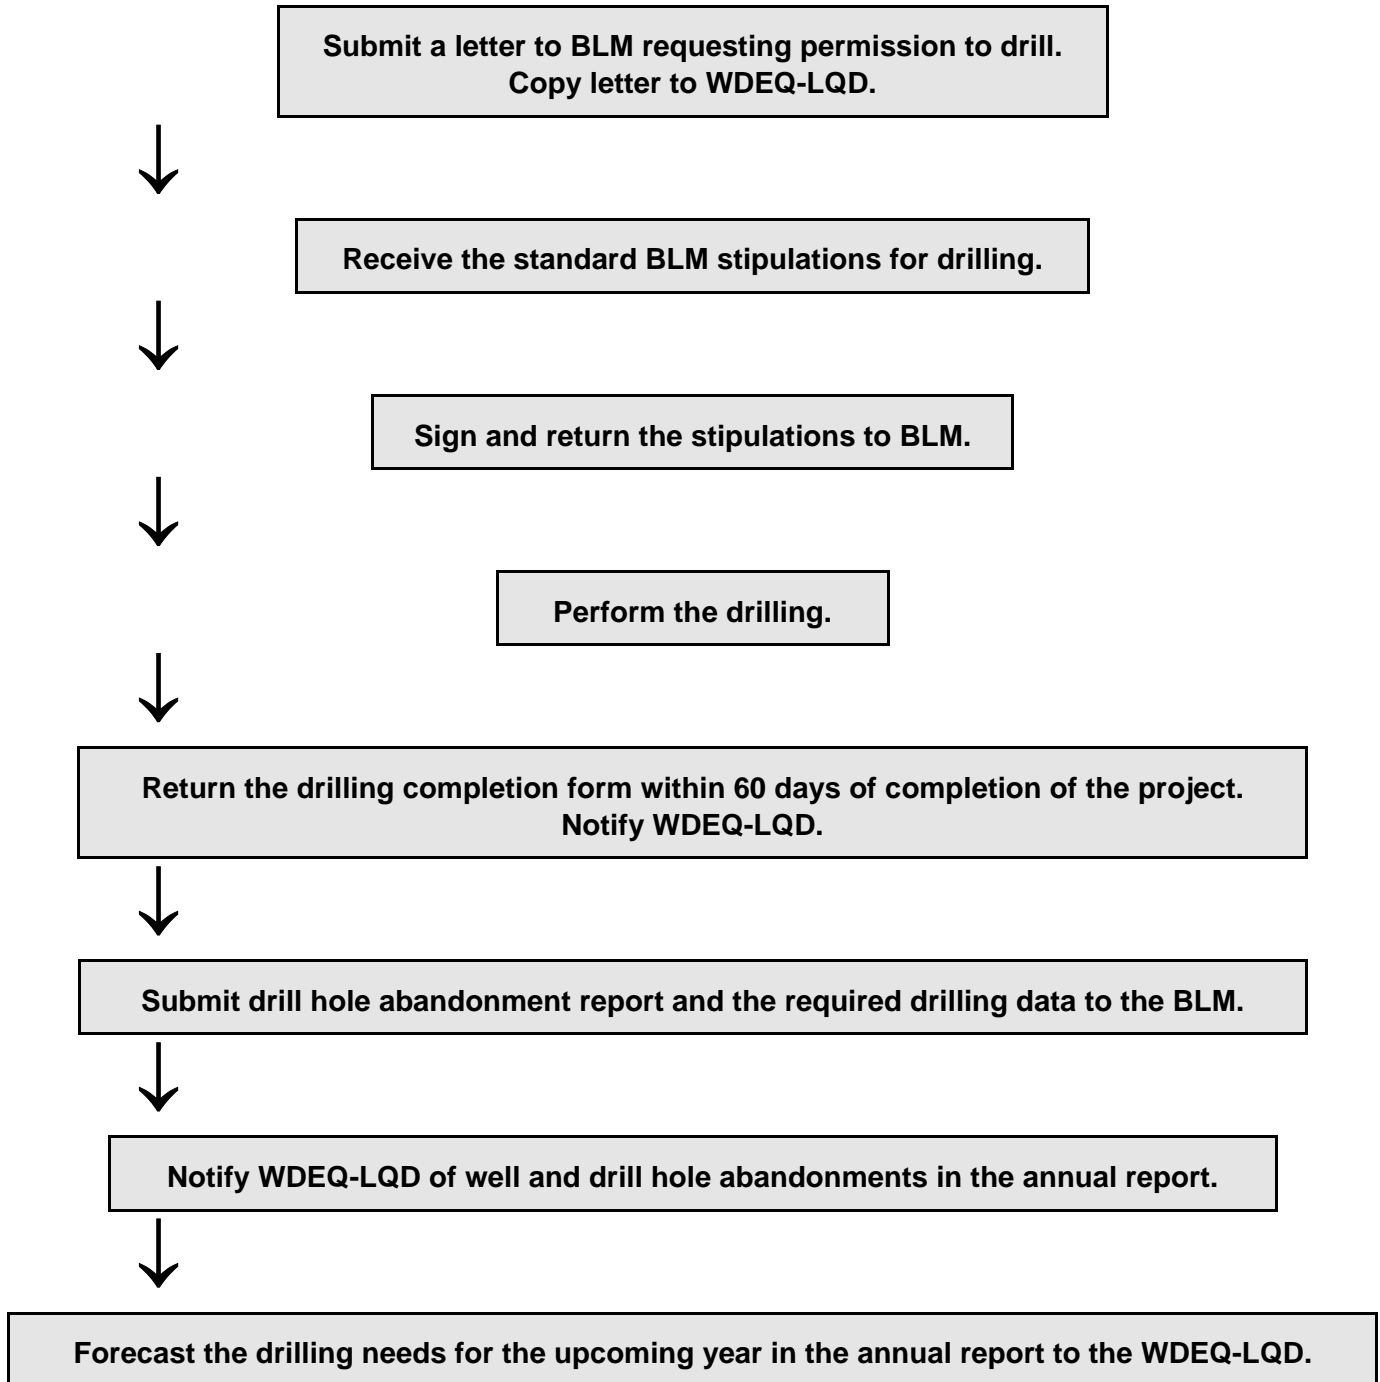 Submit a letter to BLM requesting permission to drill.
Copy letter to WDEQ-LQD.
Receive the standard BLM stipulations for drilling.
Sign and return the stipulations to BLM.
Perform the drilling.
Return the drilling completion form within 60 days of completion of the project.
Notify WDEQ-LQD.
Submit drill hole abandonment report and the required drilling data to the BLM.
Notify WDEQ-LQD of well and drill hole abandonments in the annual report.
Forecast the drilling needs for the upcoming year in the annual report to the WDEQ-LQD.